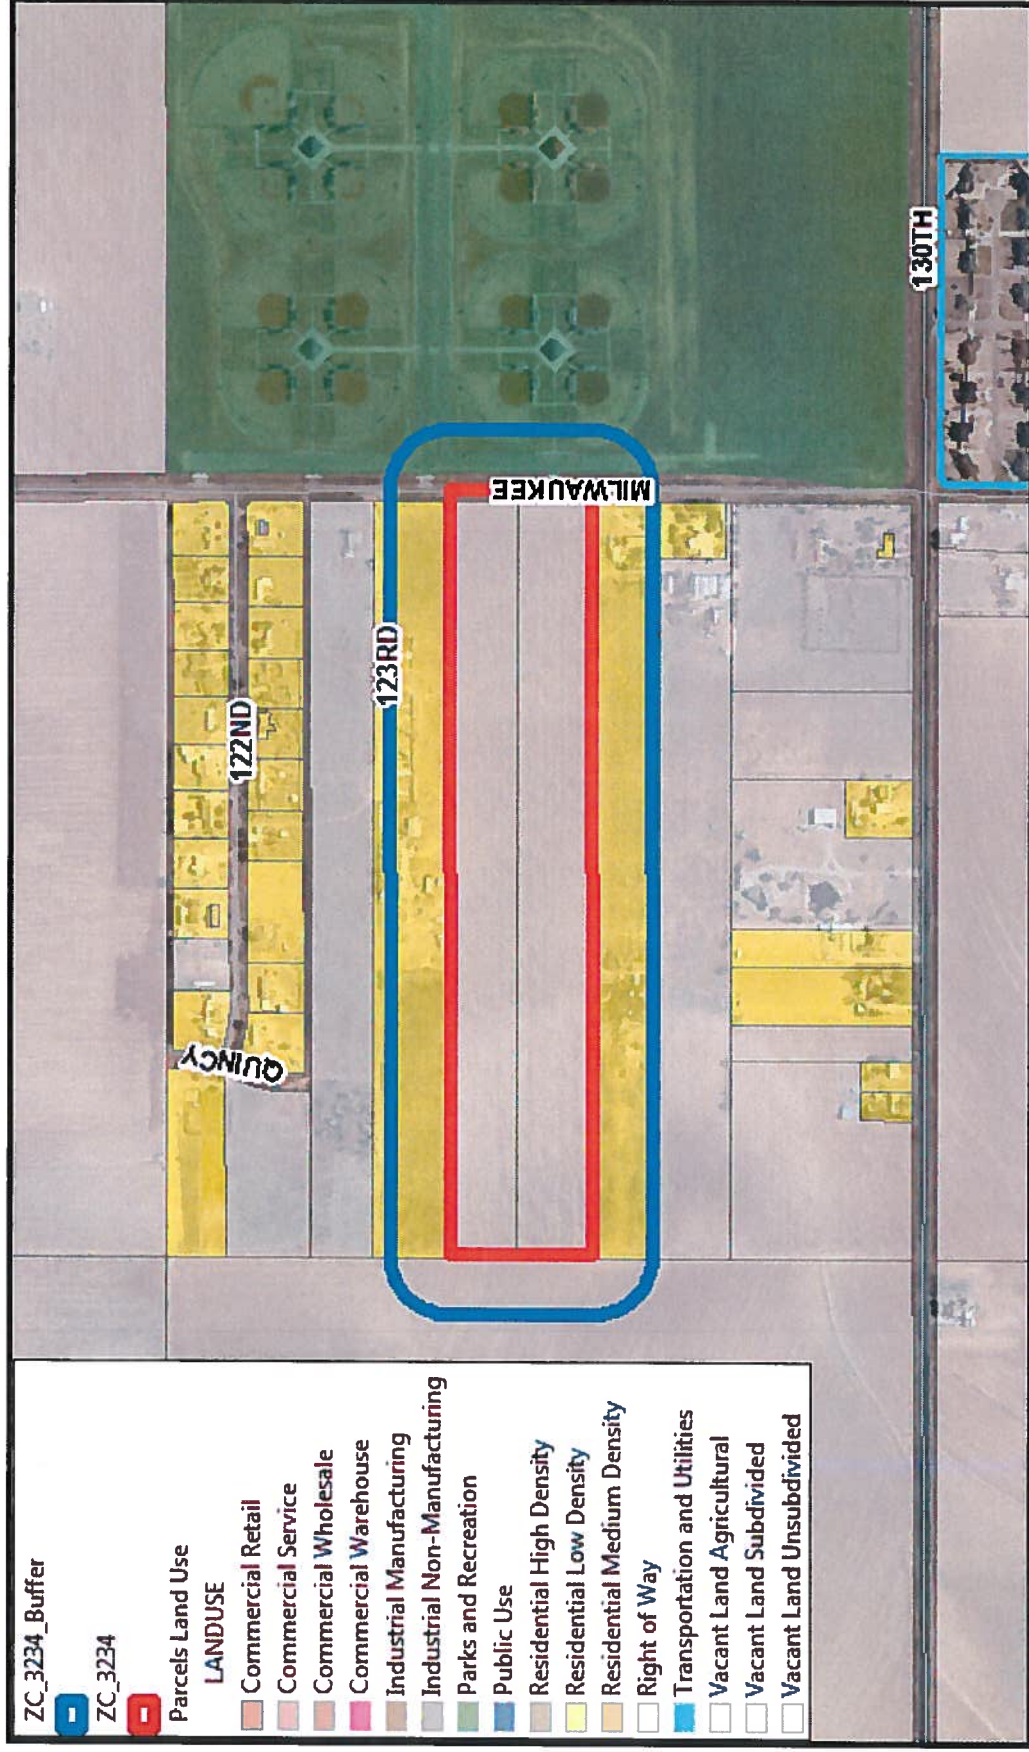 ZC_3234_Buffer
ZC_3234
Parcels Land Use
LANDUSE
Commercial Retail
Commercial Service
Commercial Wholesale
Commercial Warehouse
Industrial Manufacturing
Industrial Non-Manufacturing
Parks and Recreation
Public Use
Residential High Density
Residential Low Density
Residential Medium Density
Right of Way
Transportation and Utilities
Vacant Land Agricultural
Vacant Land Subdivided
Vacant Land Unsubdivided
QUINCY
122ND
123RD
MILWAUKEE
130TH